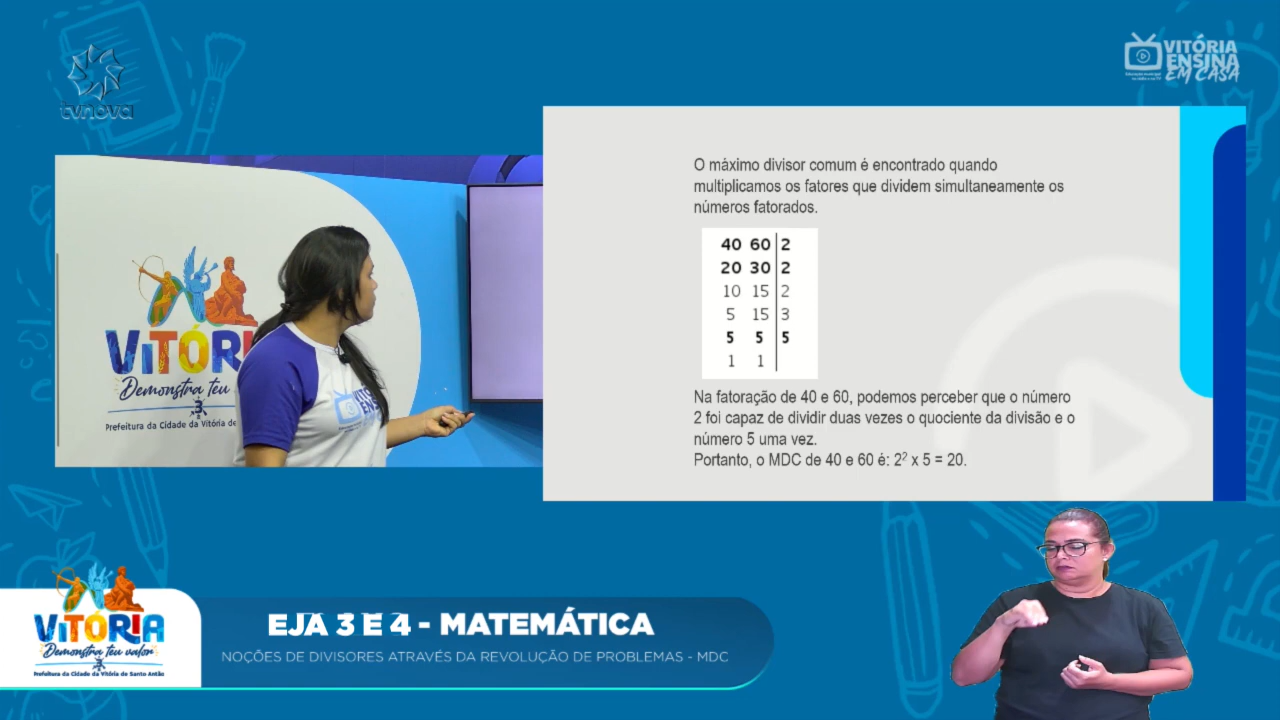 tvnova
VITÓRIA
ENSINA
EM CASA
O máximo divisor comum é encontrado quando
multiplicamos os fatores que dividem simultaneamente os
números fatorados.
40 60 2
20 30 2
10 15 2
5 15 3
5 5 5
1 1
Na fatoração de 40 e 60, podemos perceber que o número
2 foi capaz de dividir duas vezes o quociente da divisão e o
número 5 uma vez.
Portanto, o MDC de 40 e 60 é: 2² x 5 = 20.
VITÓR
Demonstra teu
Prefeitura da Cidade da Vitória de
EJA 3 E 4 - MATEMÁTICA
NOÇÕES DE DIVISORES ATRAVÉS DA REVOLUÇÃO DE PROBLEMAS - MDC
VITÓRIA
Demonstra teu valor
Prefeitura da Cidade da Vitória de Santo Antão